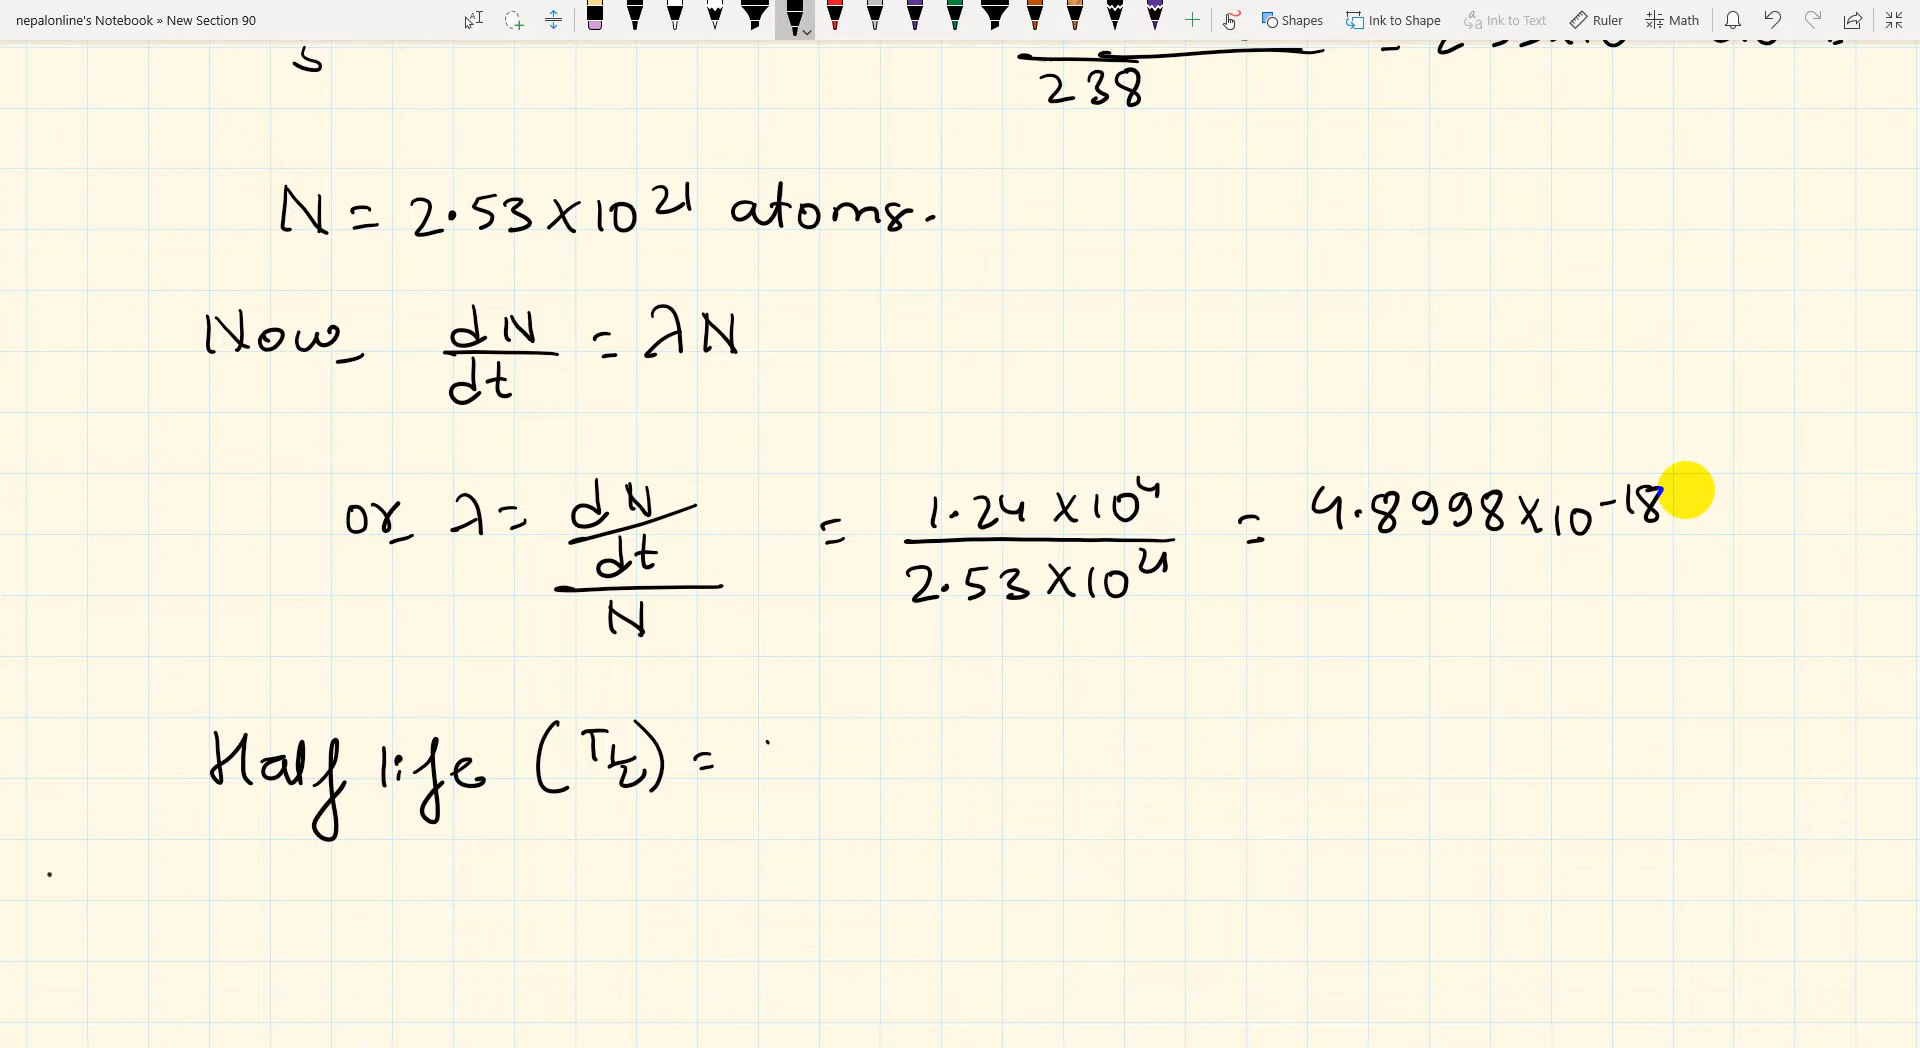 nepalonline's Notebook » New Section 90
Shapes Ink to Shape Ink to Text Ruler Math
238
N = 2.53 × 10^21 atoms.
Now dN/dt = λN
or λ = (dN/dt)/N = (1.24 × 10^4)/(2.53 × 10^21) = 4.8998 × 10^-18
Half life (T½) =